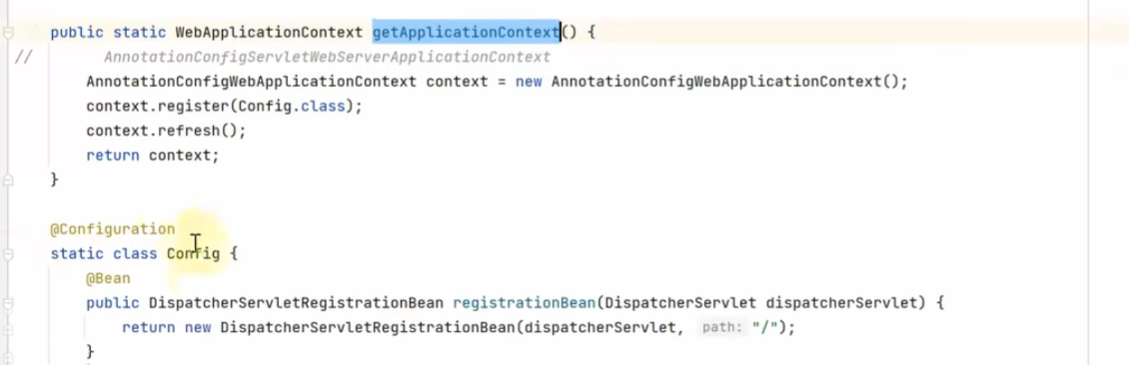 public static WebApplicationContext getApplicationContext() {
// AnnotationConfigServletWebServerApplicationContext
AnnotationConfigWebApplicationContext context = new AnnotationConfigWebApplicationContext();
context.register(Config.class);
context.refresh();
return context;
}
@Configuration
static class Config {
@Bean
public DispatcherServletRegistrationBean registrationBean(DispatcherServlet dispatcherServlet) {
return new DispatcherServletRegistrationBean(dispatcherServlet, path: "/");
}